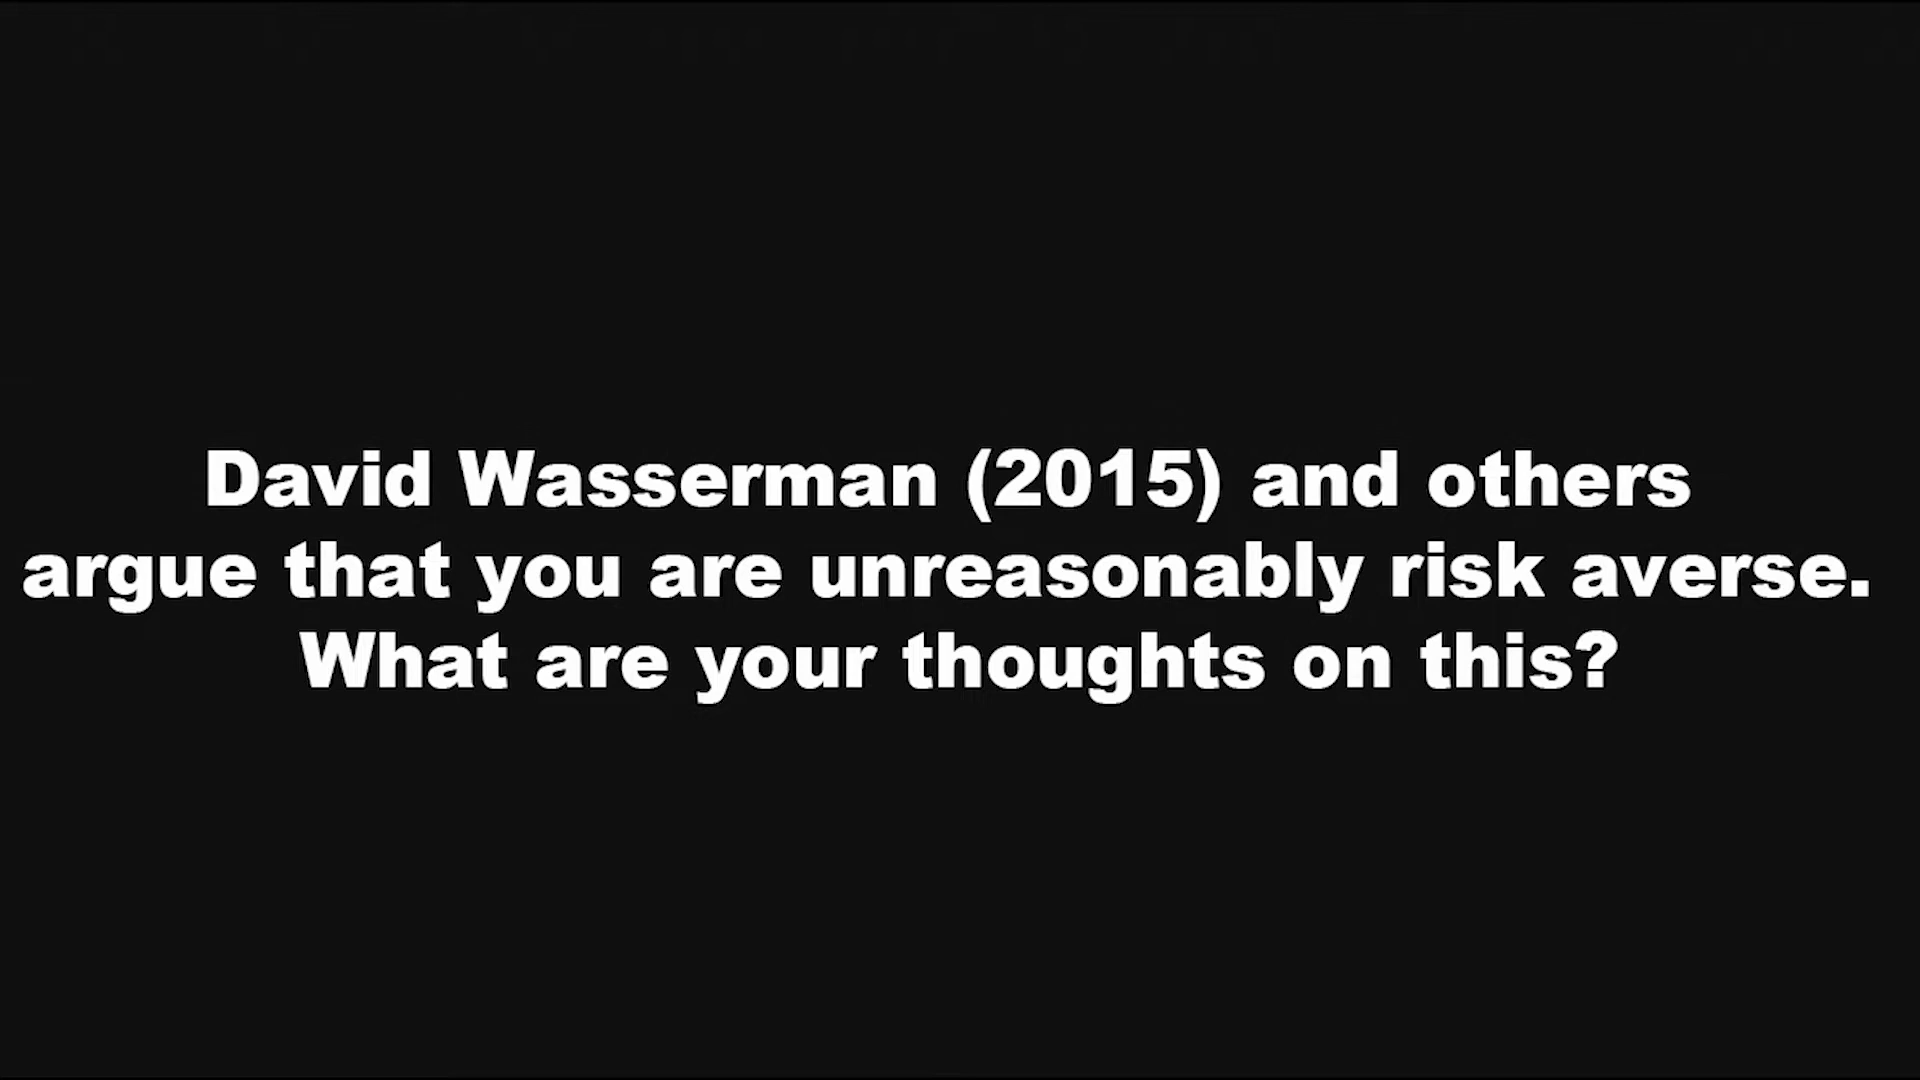 David Wasserman (2015) and others
argue that you are unreasonably risk averse.
What are your thoughts on this?